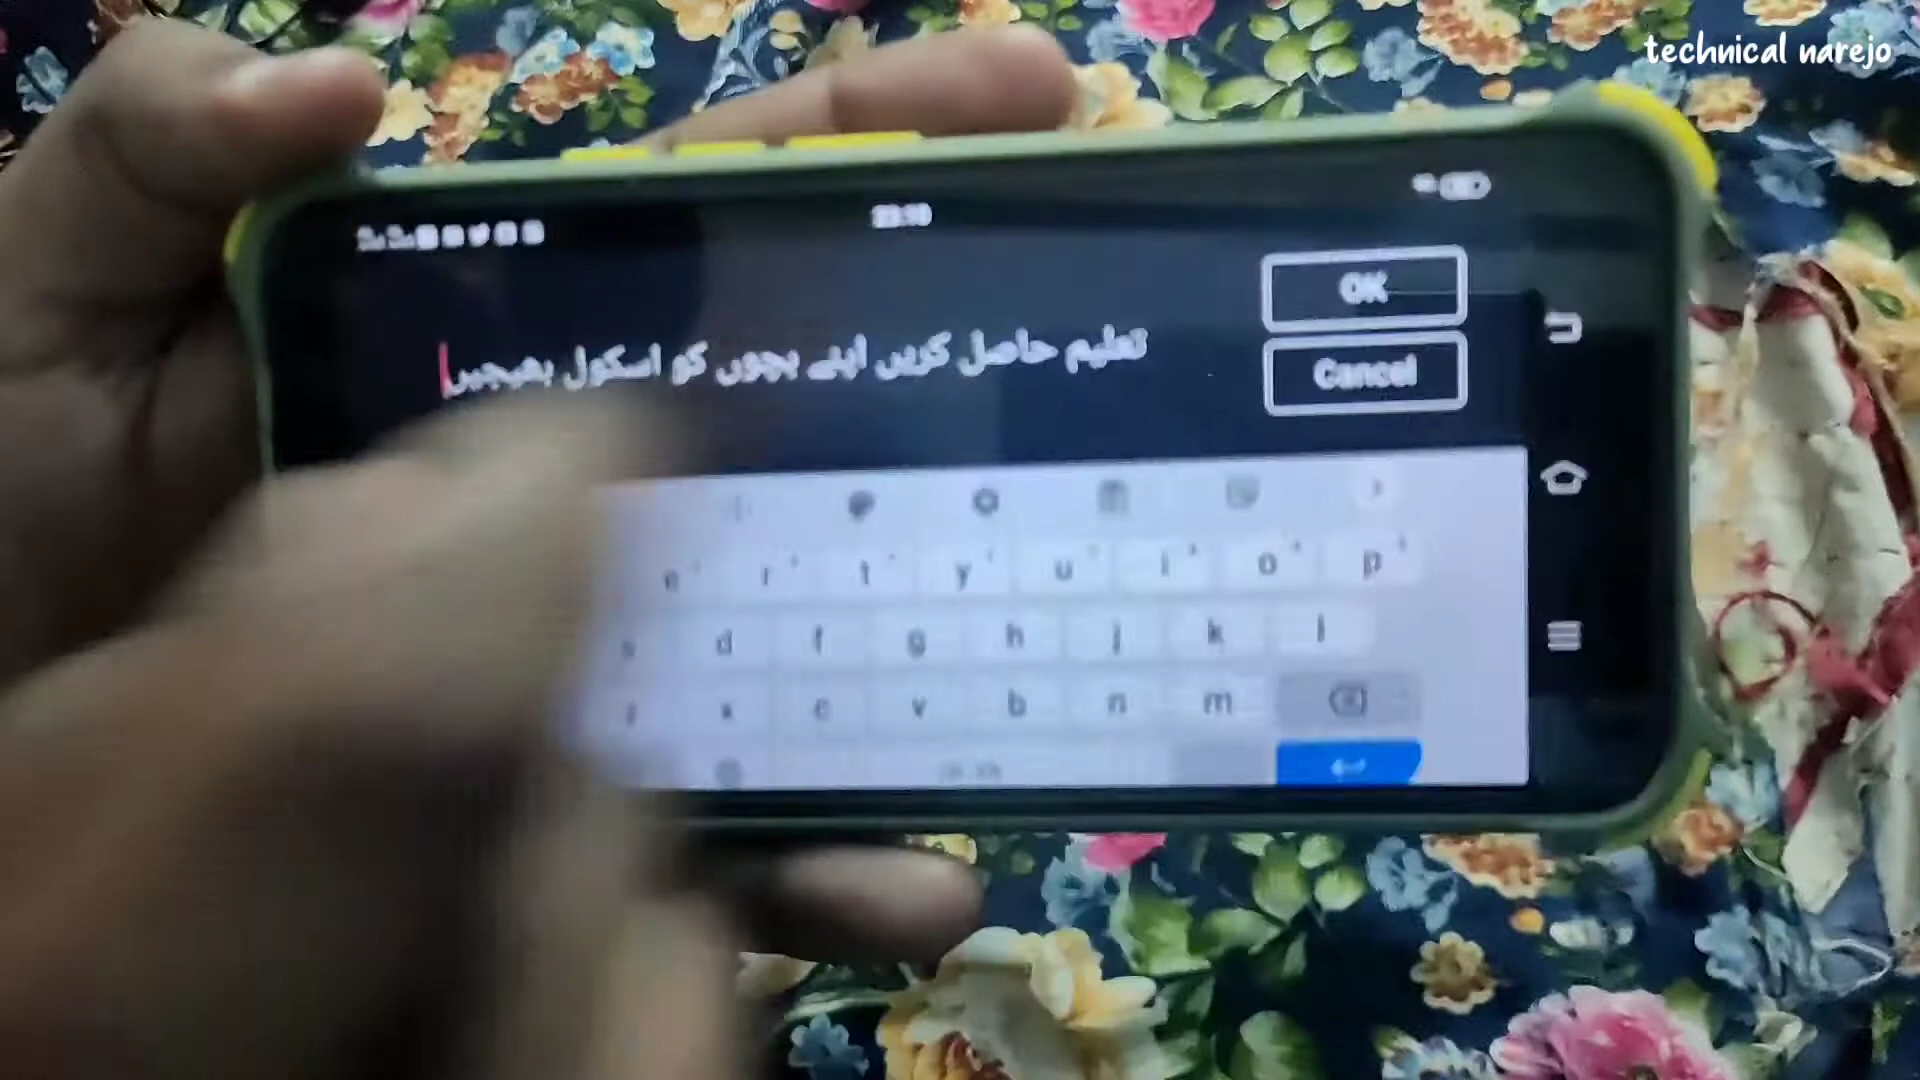 technical narejo
OK
تعلیم حاصل کریں اپنے بچوں کو اسکول بھیجیں
Cancel
e r t y u i o p
s d f g h j k l
z x c v b n m